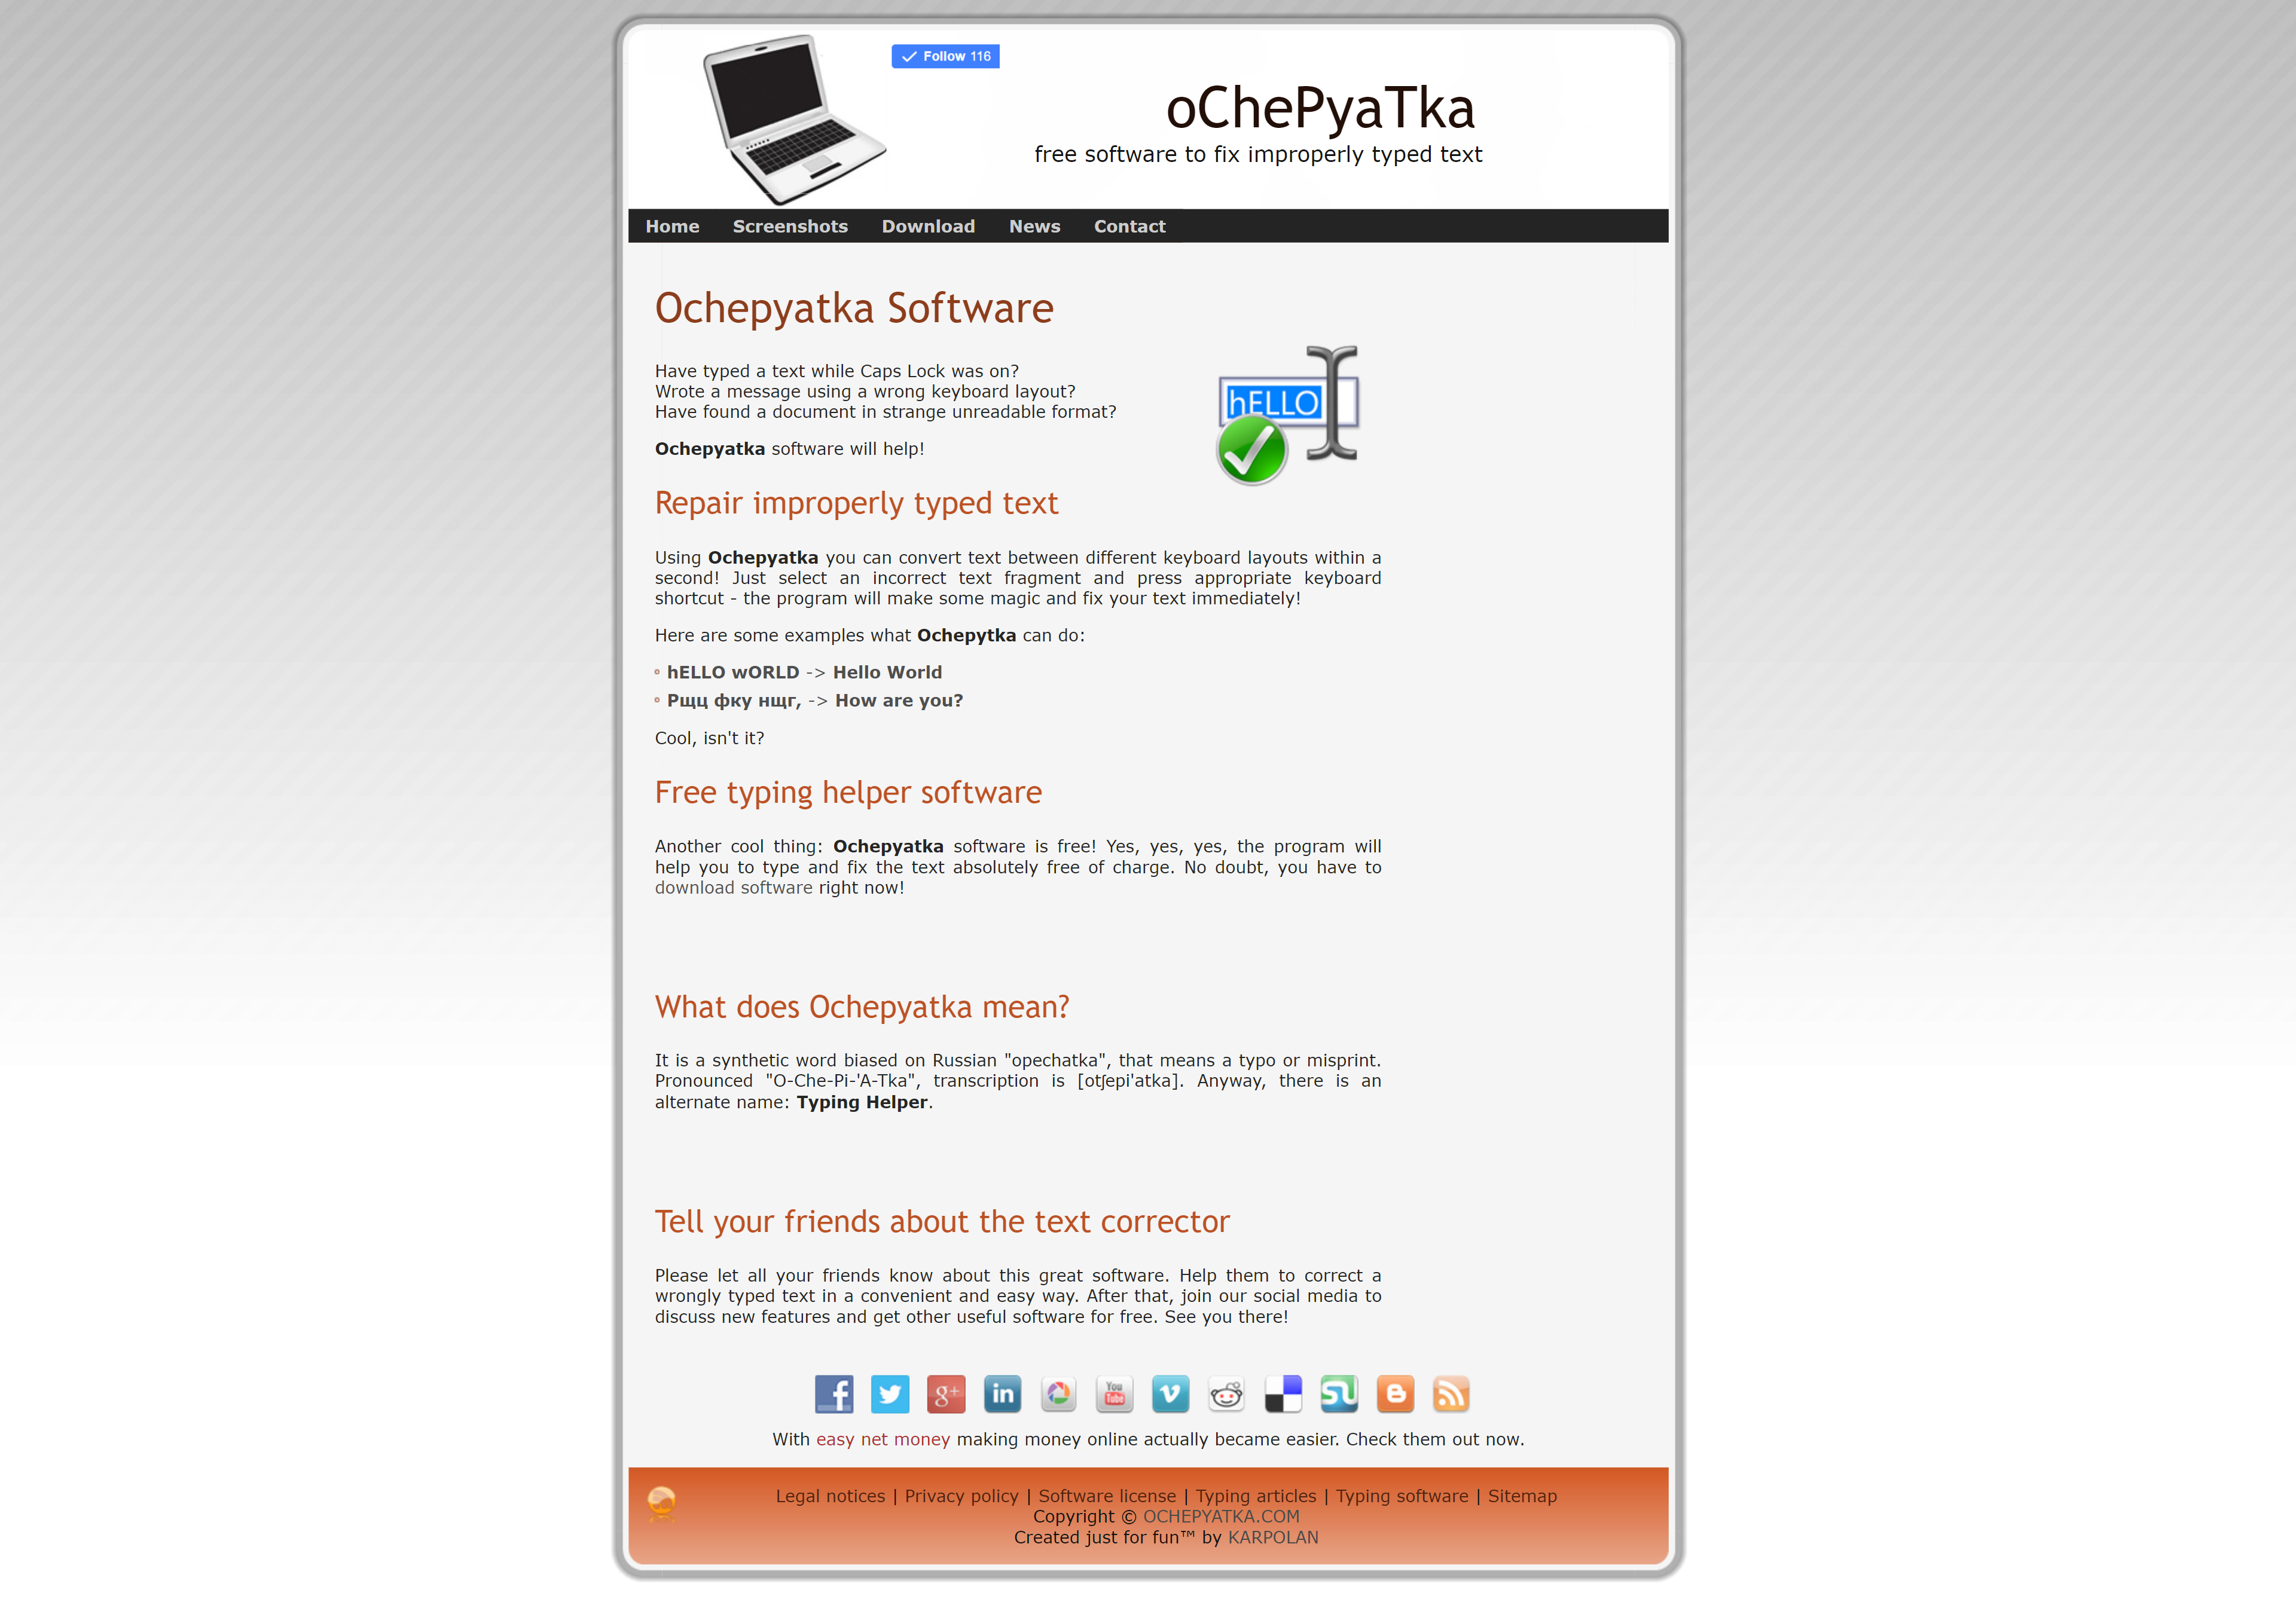 Follow 116
oChePyaTka
free software to fix improperly typed text
Home Screenshots Download News Contact
Ochepyatka Software
Have typed a text while Caps Lock was on?
Wrote a message using a wrong keyboard layout?
Have found a document in strange unreadable format?
hELLO
Ochepyatka software will help!
Repair improperly typed text
Using Ochepyatka you can convert text between different keyboard layouts within a
second! Just select an incorrect text fragment and press appropriate keyboard
shortcut - the program will make some magic and fix your text immediately!
Here are some examples what Ochepytka can do:
hELLO wORLD -> Hello World
Рщц фку нщг, -> How are you?
Cool, isn't it?
Free typing helper software
Another cool thing: Ochepyatka software is free! Yes, yes, yes, the program will
help you to type and fix the text absolutely free of charge. No doubt, you have to
download software right now!
What does Ochepyatka mean?
It is a synthetic word biased on Russian "opechatka", that means a typo or misprint.
Pronounced "O-Che-Pi-'A-Tka", transcription is [otʃepi'atka]. Anyway, there is an
alternate name: Typing Helper.
Tell your friends about the text corrector
Please let all your friends know about this great software. Help them to correct a
wrongly typed text in a convenient and easy way. After that, join our social media to
discuss new features and get other useful software for free. See you there!
f g+ in You Tube v SU B
With easy net money making money online actually became easier. Check them out now.
Legal notices | Privacy policy | Software license | Typing articles | Typing software | Sitemap
Copyright © OCHEPYATKA.COM
Created just for fun™ by KARPOLAN